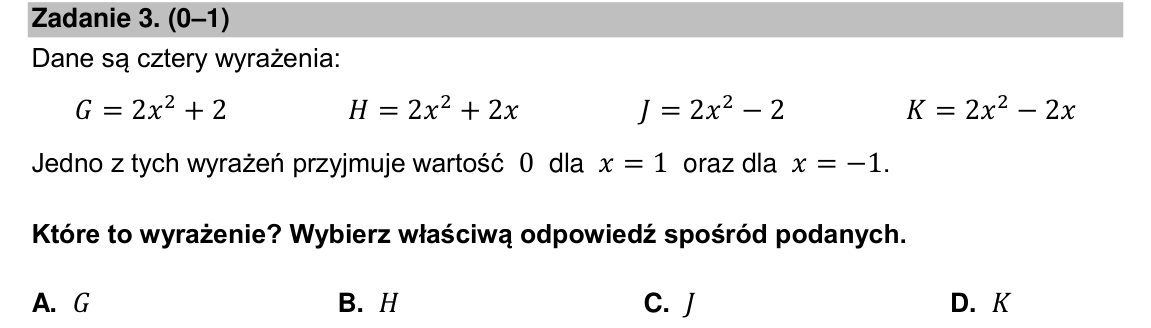 Zadanie 3. (0–1)
Dane są cztery wyrażenia:
G = 2x² + 2 H = 2x² + 2x J = 2x² − 2 K = 2x² − 2x
Jedno z tych wyrażeń przyjmuje wartość 0 dla x = 1 oraz dla x = −1.
Które to wyrażenie? Wybierz właściwą odpowiedź spośród podanych.
A. G B. H C. J D. K